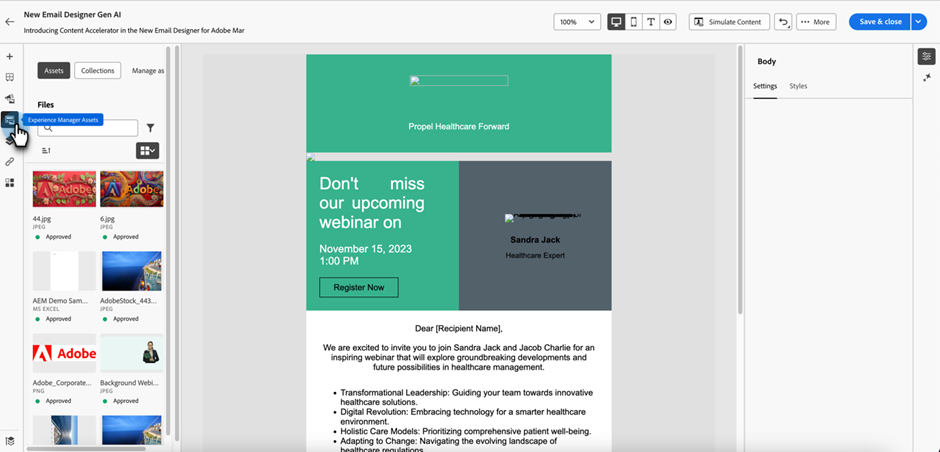 New Email Designer Gen AI
Introducing Content Accelerator in the New Email Designer for Adobe Mar
100%
Simulate Content
More
Save & close
Assets
Collections
Manage as
Files
Experience Manager Assets
Adobe
Adobe
44.jpg
6.jpg
JPEG
JPEG
Approved
Approved
AEM Demo Sam...
AdobeStock_443...
MS EXCEL
JPEG
Approved
Approved
Adobe
Adobe_Corporate...
Background Webi...
PNG
JPEG
Approved
Approved
Propel Healthcare Forward
Don't miss
our upcoming
webinar on
November 15, 2023
1:00 PM
Register Now
Sandra Jack
Healthcare Expert
Dear [Recipient Name],
We are excited to invite you to join Sandra Jack and Jacob Charlie for an
inspiring webinar that will explore groundbreaking developments and
future possibilities in healthcare management.
• Transformational Leadership: Guiding your team towards innovative
healthcare solutions.
• Digital Revolution: Embracing technology for a smarter healthcare
environment.
• Holistic Care Models: Prioritizing comprehensive patient well-being.
• Adapting to Change: Navigating the evolving landscape of
healthcare regulations.
Body
Settings
Styles